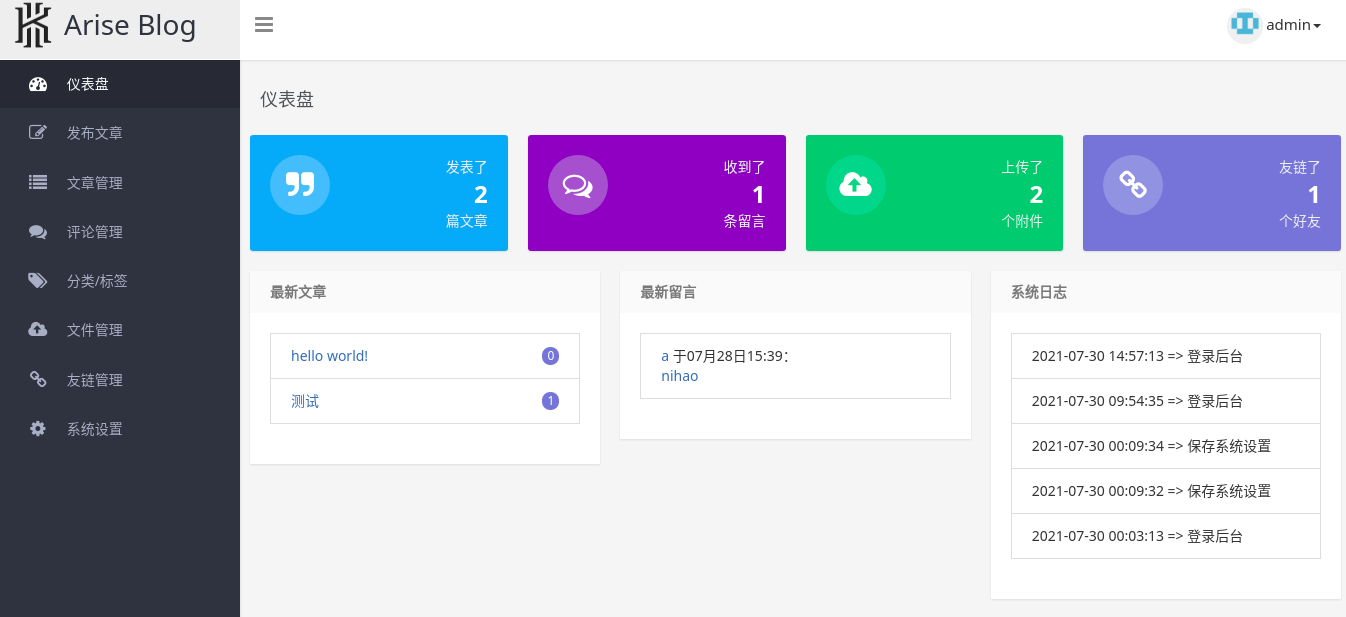 Arise Blog
admin
仪表盘
发布文章
文章管理
评论管理
分类/标签
文件管理
友链管理
系统设置
仪表盘
发表了
2
篇文章
收到了
1
条留言
上传了
2
个附件
友链了
1
个好友
最新文章
hello world! 0
测试 1
最新留言
a 于07月28日15:39：
nihao
系统日志
2021-07-30 14:57:13 => 登录后台
2021-07-30 09:54:35 => 登录后台
2021-07-30 00:09:34 => 保存系统设置
2021-07-30 00:09:32 => 保存系统设置
2021-07-30 00:03:13 => 登录后台